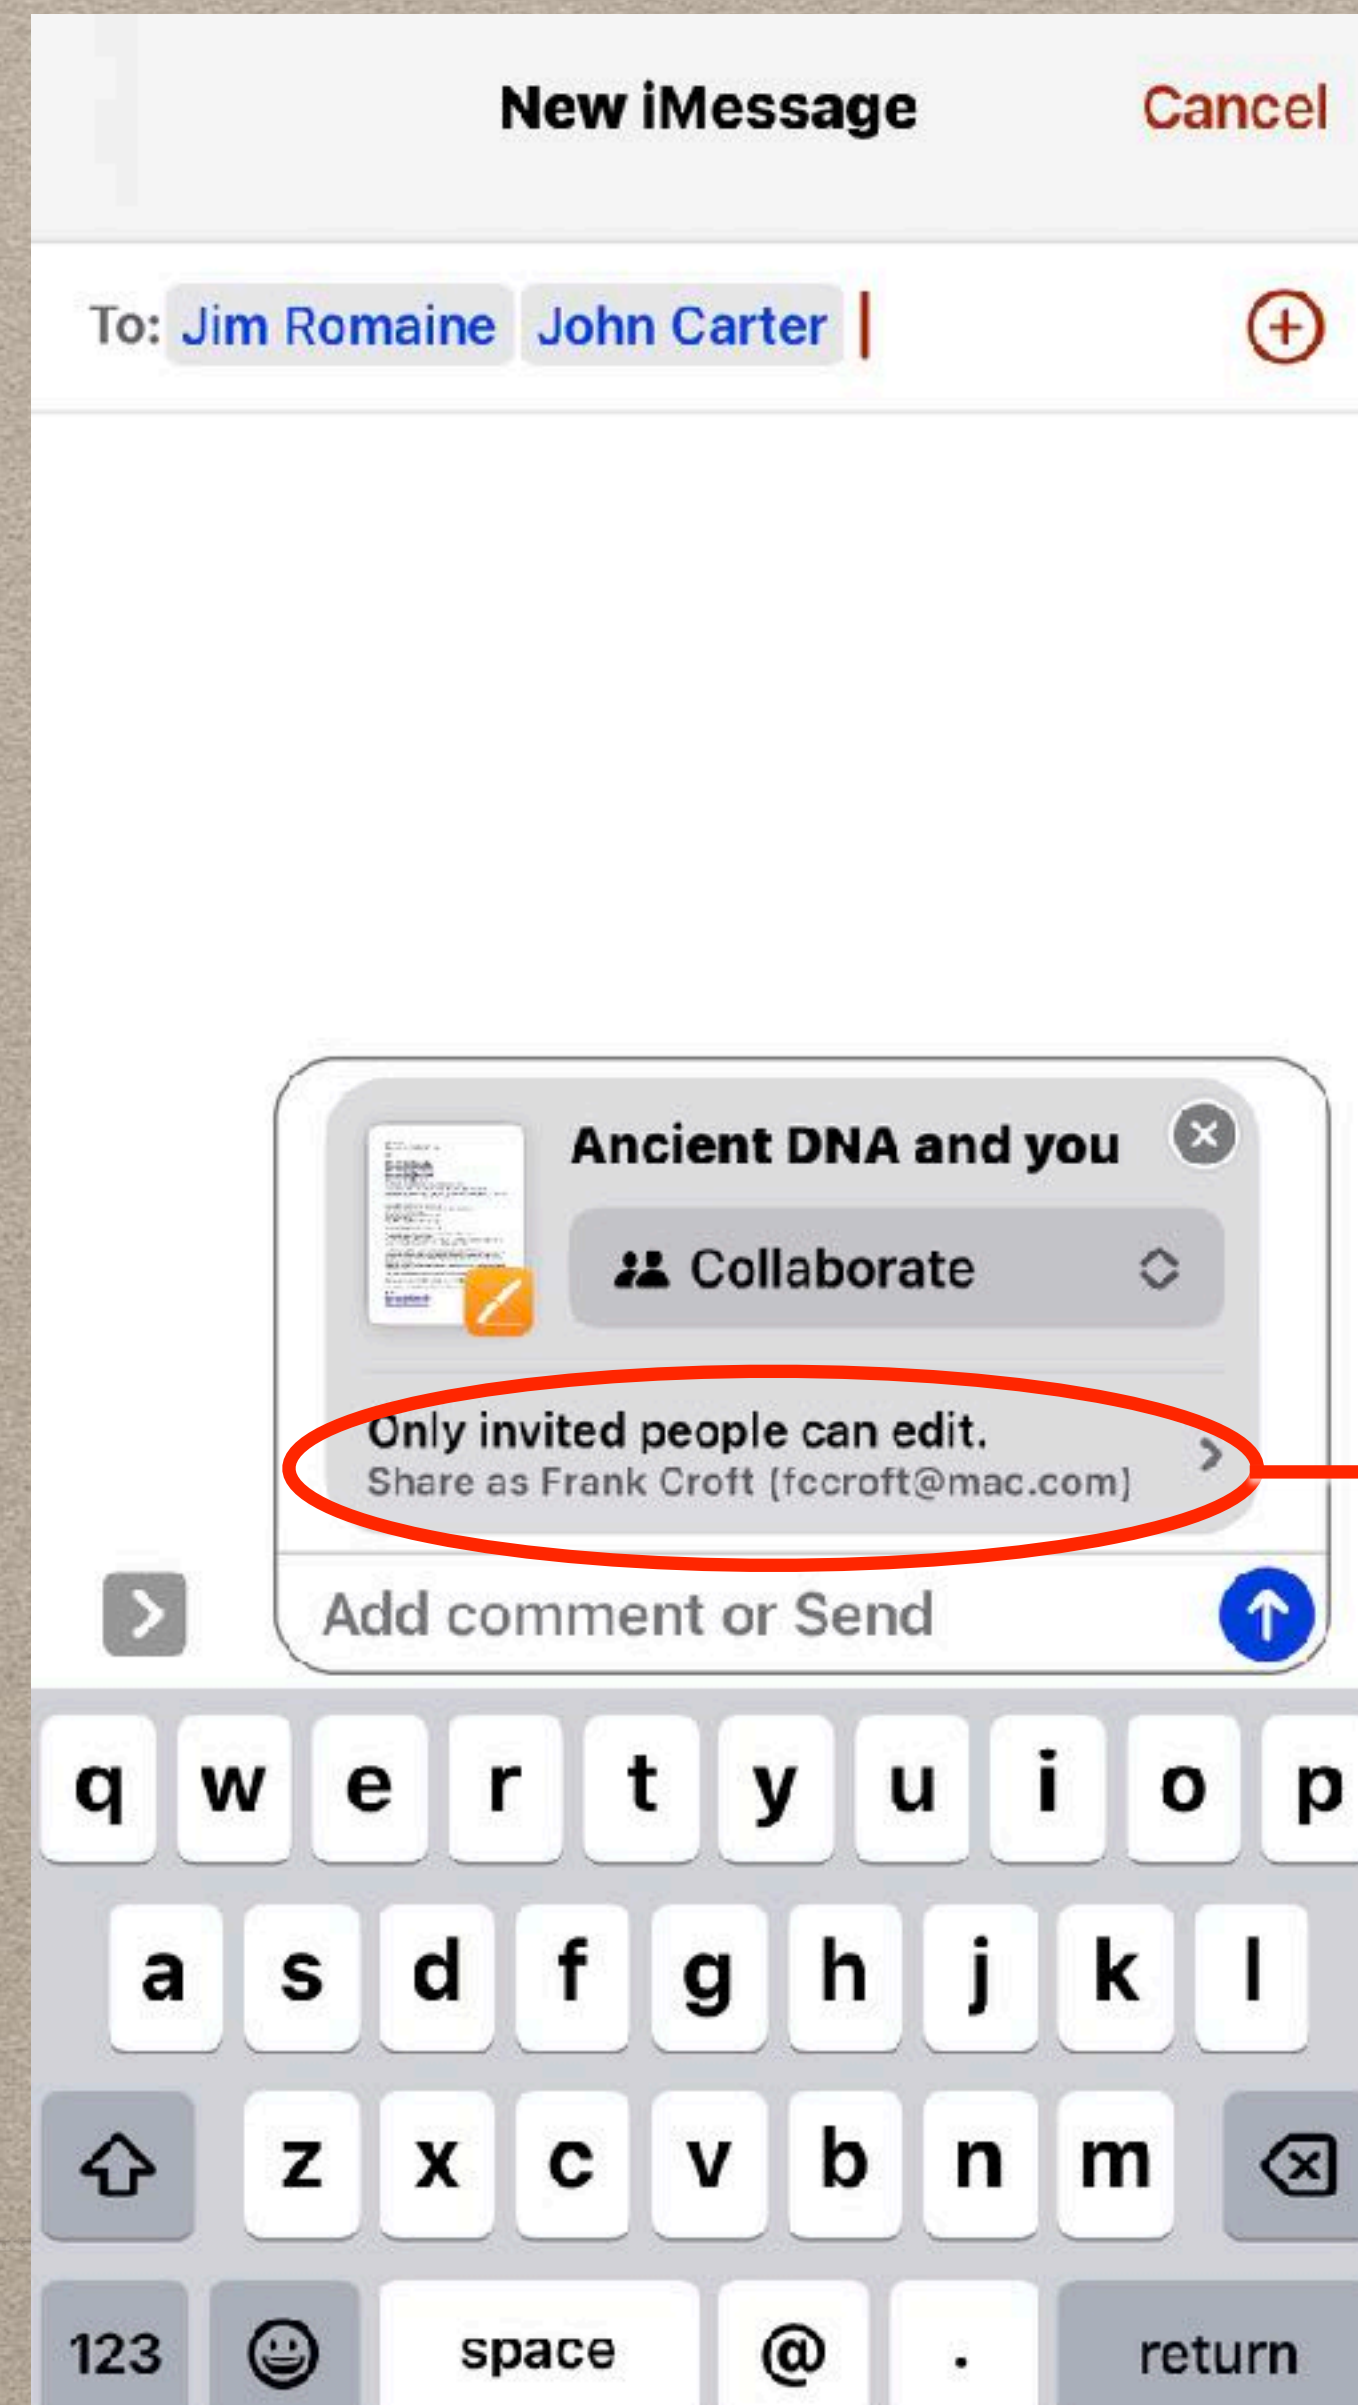 New iMessage Cancel
To: Jim Romaine John Carter
Ancient DNA and you
Collaborate
Only invited people can edit.
Share as Frank Croft (fccroft@mac.com)
Add comment or Send
q w e r t y u i o p
a s d f g h j k l
z x c v b n m
123 space @ . return